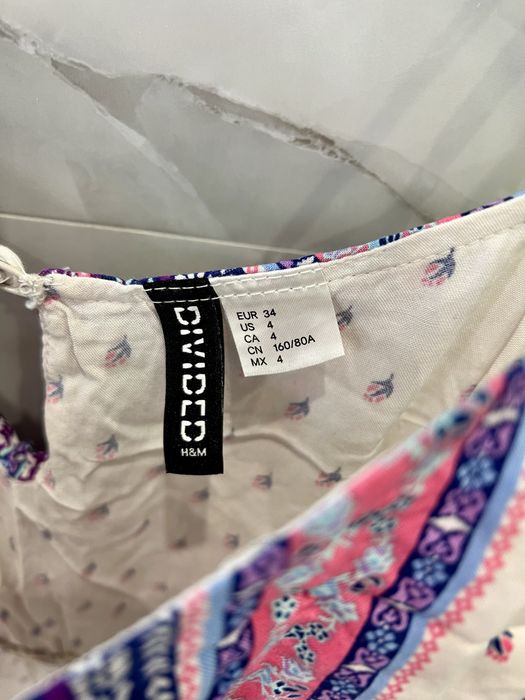 DIVIDED
H&M
EUR 34
US 4
CA 4
CN 160/80A
MX 4